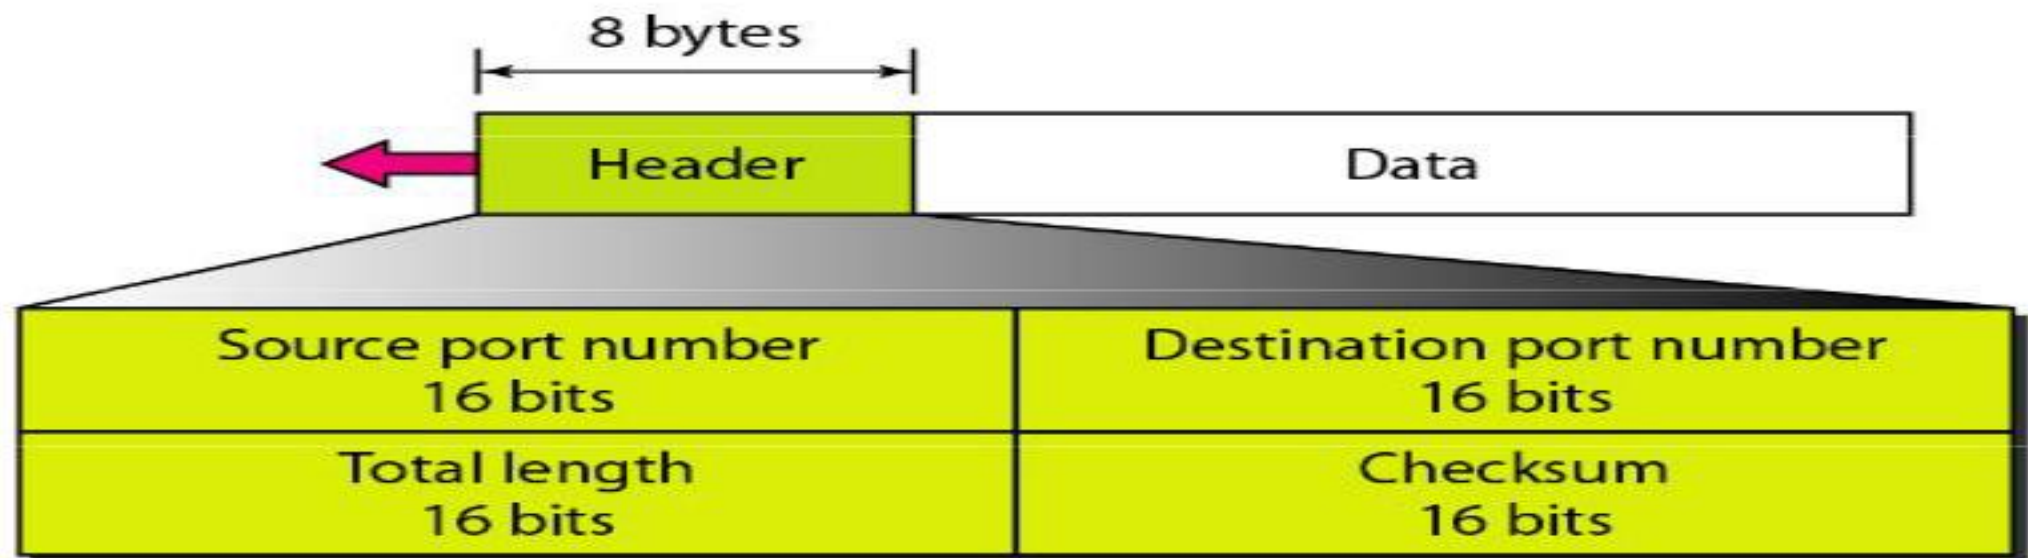 8 bytes
Header
Data
Source port number
16 bits
Destination port number
16 bits
Total length
16 bits
Checksum
16 bits